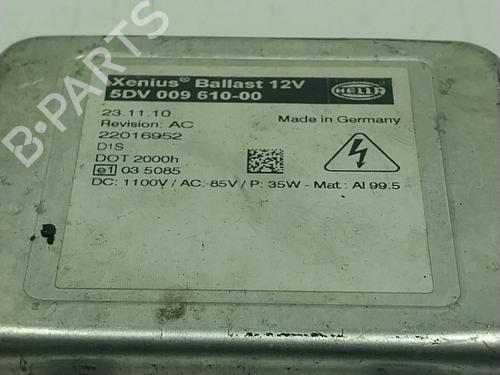 Xenius® Ballast 12V
5DV 009 610-00
HELLA
23.11.10
Made in Germany
Revision: AC
22016952
D1S
DOT 2000h
e1 03 5085
DC: 1100V / AC: 85V / P: 35W - Mat.: Al 99.5
B-PARTS